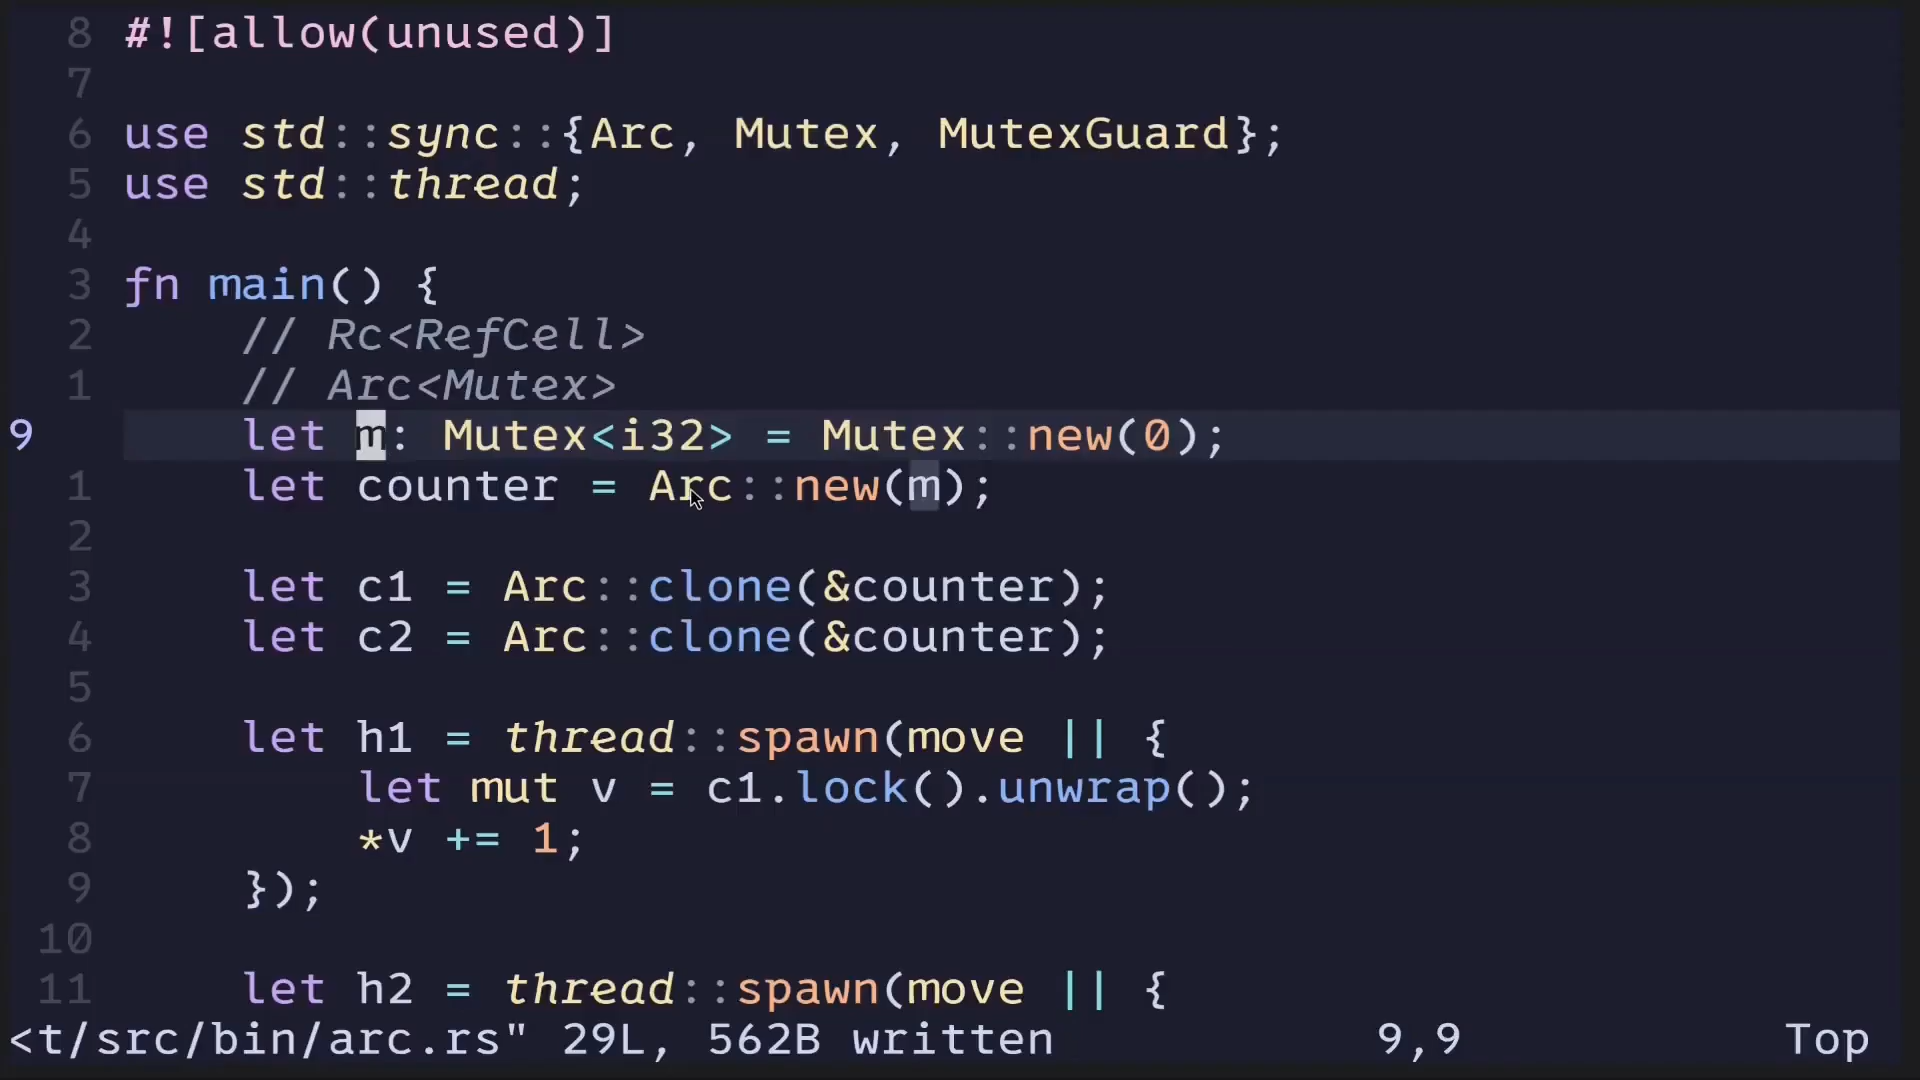 8 #![allow(unused)]
7
6 use std::sync::{Arc, Mutex, MutexGuard};
5 use std::thread;
4
3 fn main() {
2     // Rc<RefCell>
1     // Arc<Mutex>
9     let m: Mutex<i32> = Mutex::new(0);
1     let counter = Arc::new(m);
2
3     let c1 = Arc::clone(&counter);
4     let c2 = Arc::clone(&counter);
5
6     let h1 = thread::spawn(move || {
7         let mut v = c1.lock().unwrap();
8         *v += 1;
9     });
10
11     let h2 = thread::spawn(move || {
<t/src/bin/arc.rs" 29L, 562B written 9,9 Top